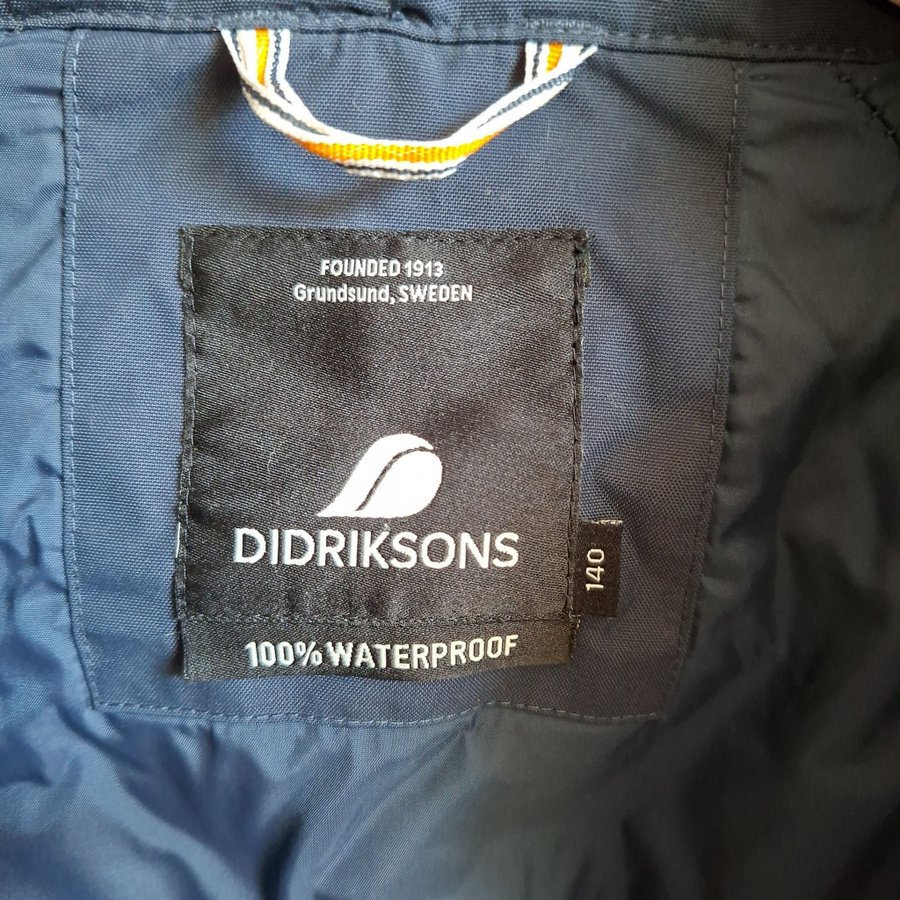 FOUNDED 1913
Grundsund, SWEDEN
DIDRIKSONS
140
100% WATERPROOF